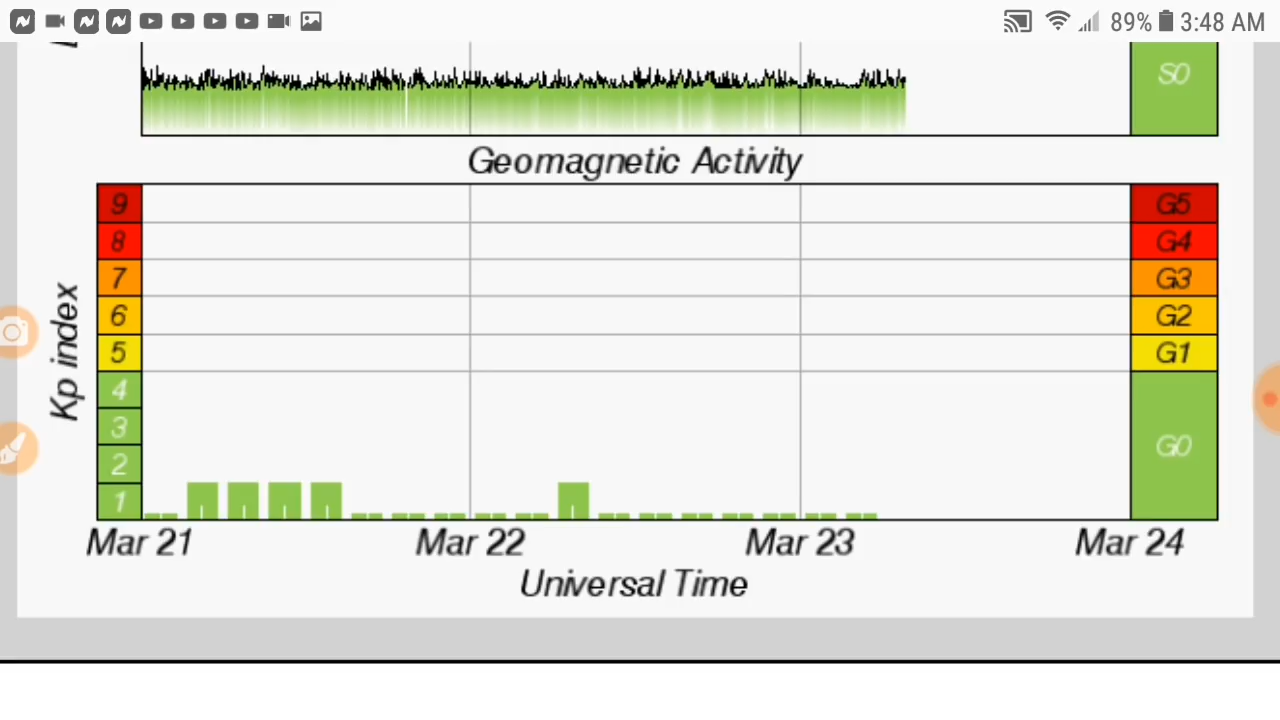 89% 3:48 AM
S0
Geomagnetic Activity
9 G5
8 G4
7 G3
6 G2
5 G1
4
3 G0
2
1
Kp index
Mar 21 Mar 22 Mar 23 Mar 24
Universal Time